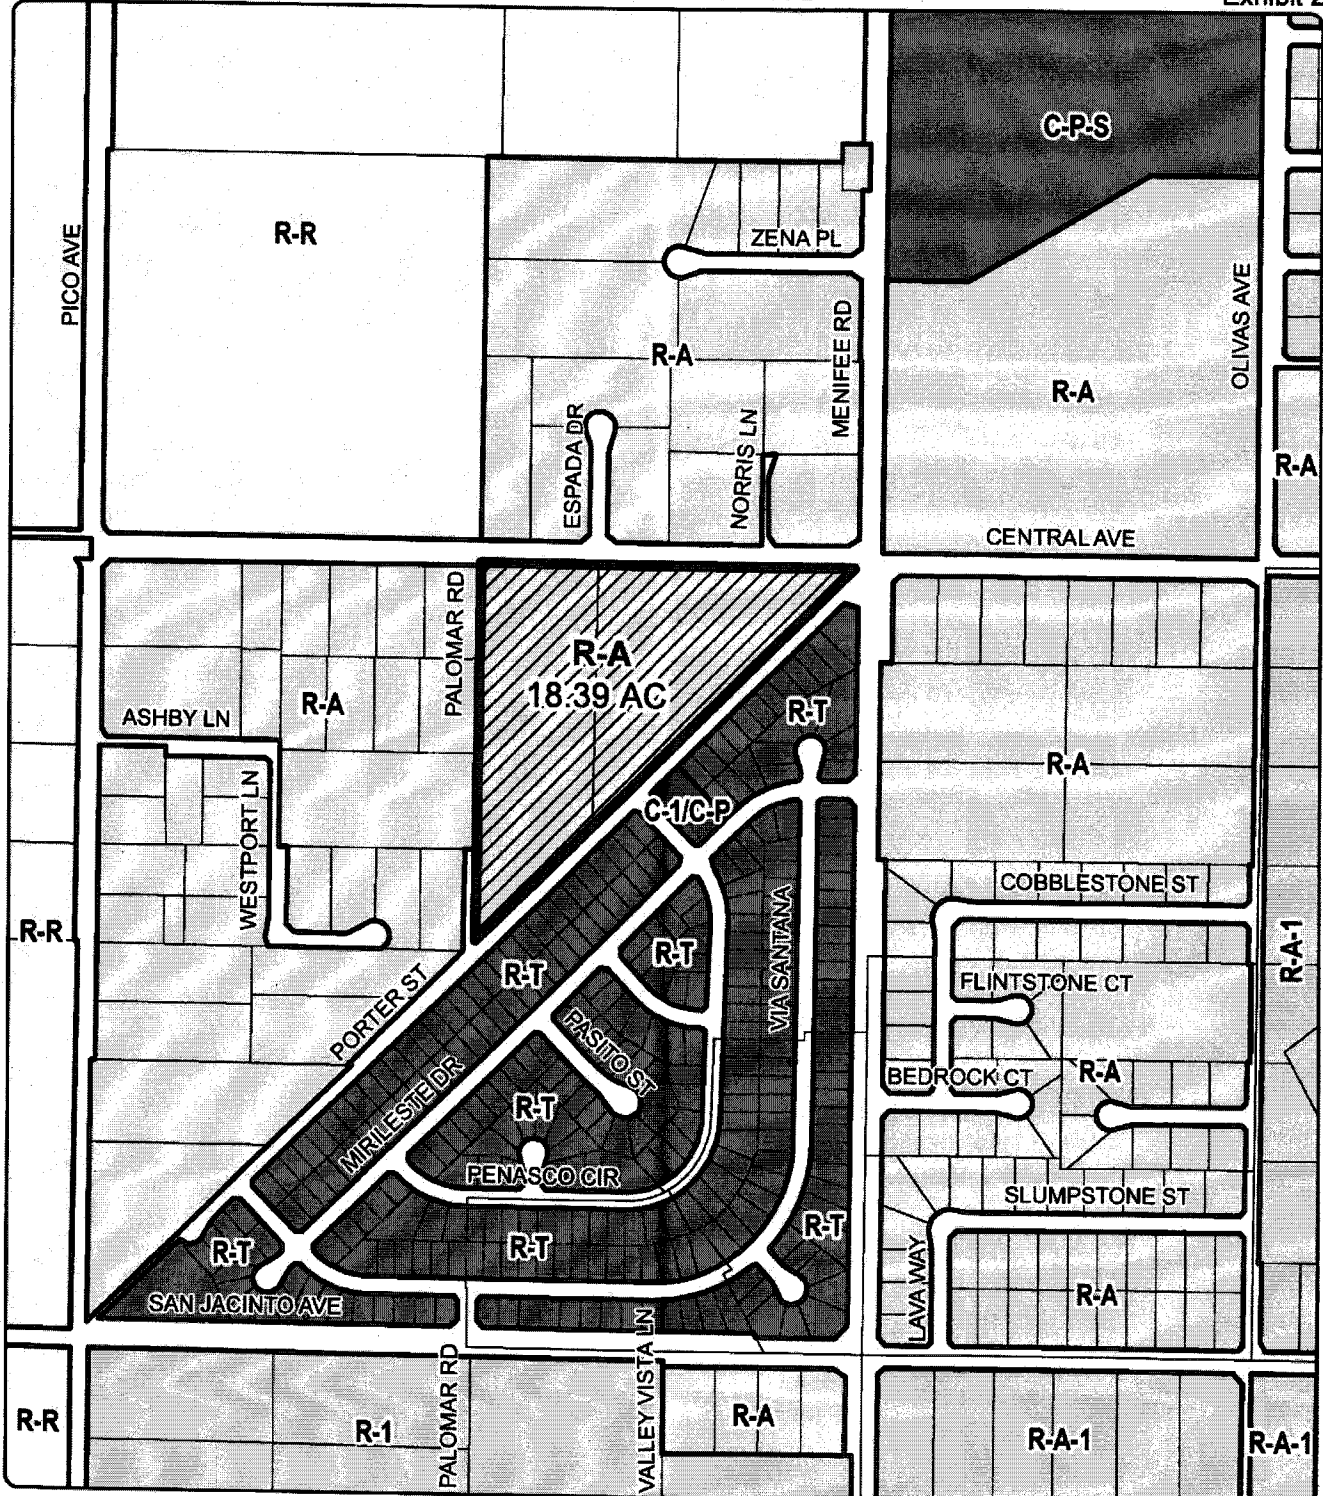 Exhibit 2
C-P-S
R-R
PICO AVE
ZENA PL
MENIFEE RD
R-A
OLIVAS AVE
R-A
ESPADA DR
NORRIS LN
R-A
CENTRAL AVE
PALOMAR RD
R-A
18.39 AC
R-A
ASHBY LN
R-T
R-A
WESTPORT LN
C-1/C-P
COBBLESTONE ST
R-R
R-T
R-T
VIA SANTANA
R-A-1
FLINTSTONE CT
PORTER ST
PASITO ST
BEDROCK CT
R-A
MIRILESTE DR
R-T
PENASCO CIR
SLUMPSTONE ST
R-T
R-T
R-T
LAVA WAY
R-A
SAN JACINTO AVE
VALLEY VISTA LN
PALOMAR RD
R-R
R-1
R-A
R-A-1
R-A-1